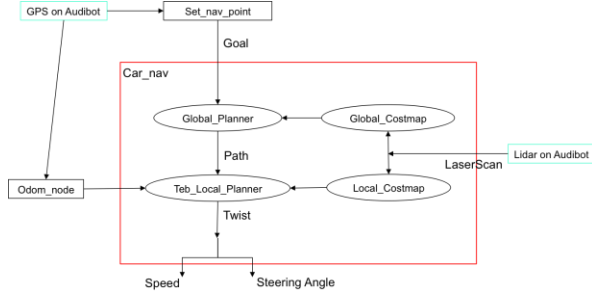 GPS on Audibot
Set_nav_point
Goal
Car_nav
Global_Planner
Global_Costmap
Path
LaserScan
Lidar on Audibot
Odom_node
Teb_Local_Planner
Local_Costmap
Twist
Speed
Steering Angle